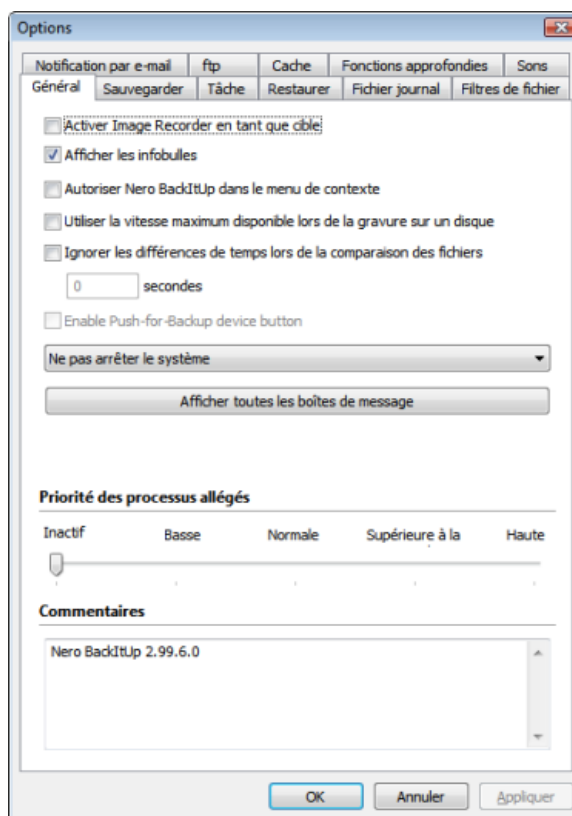 Options
Notification par e-mail ftp Cache Fonctions approfondies Sons
Général Sauvegarder Tâche Restaurer Fichier journal Filtres de fichier
Activer Image Recorder en tant que cible
Afficher les infobulles
Autoriser Nero BackItUp dans le menu de contexte
Utiliser la vitesse maximum disponible lors de la gravure sur un disque
Ignorer les différences de temps lors de la comparaison des fichiers
0 secondes
Enable Push-for-Backup device button
Ne pas arrêter le système
Afficher toutes les boîtes de message
Priorité des processus allégés
Inactif Basse Normale Supérieure à la Haute
Commentaires
Nero BackItUp 2.99.6.0
OK Annuler Appliquer